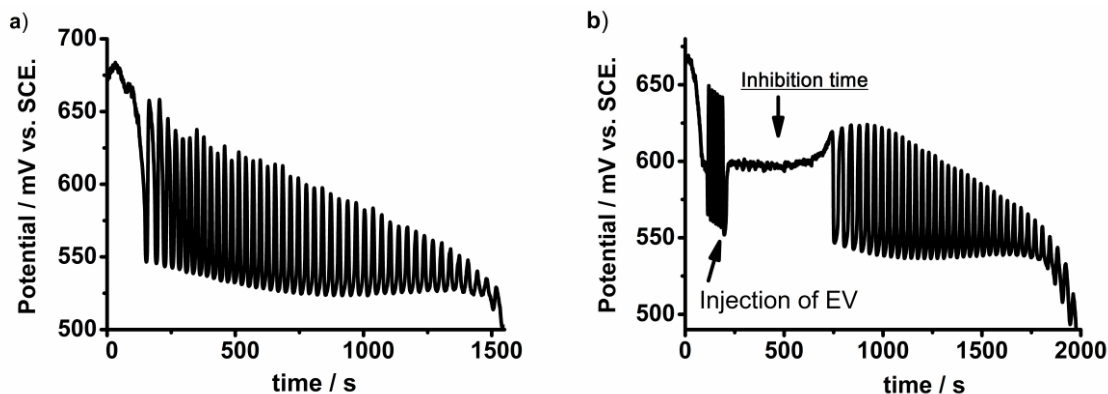 a)
Potential / mV vs. SCE.
700
650
600
550
500
0
500
1000
1500
time / s
b)
Potential / mV vs. SCE.
650
600
550
500
Inhibition time
Injection of EV
0
500
1000
1500
2000
time / s